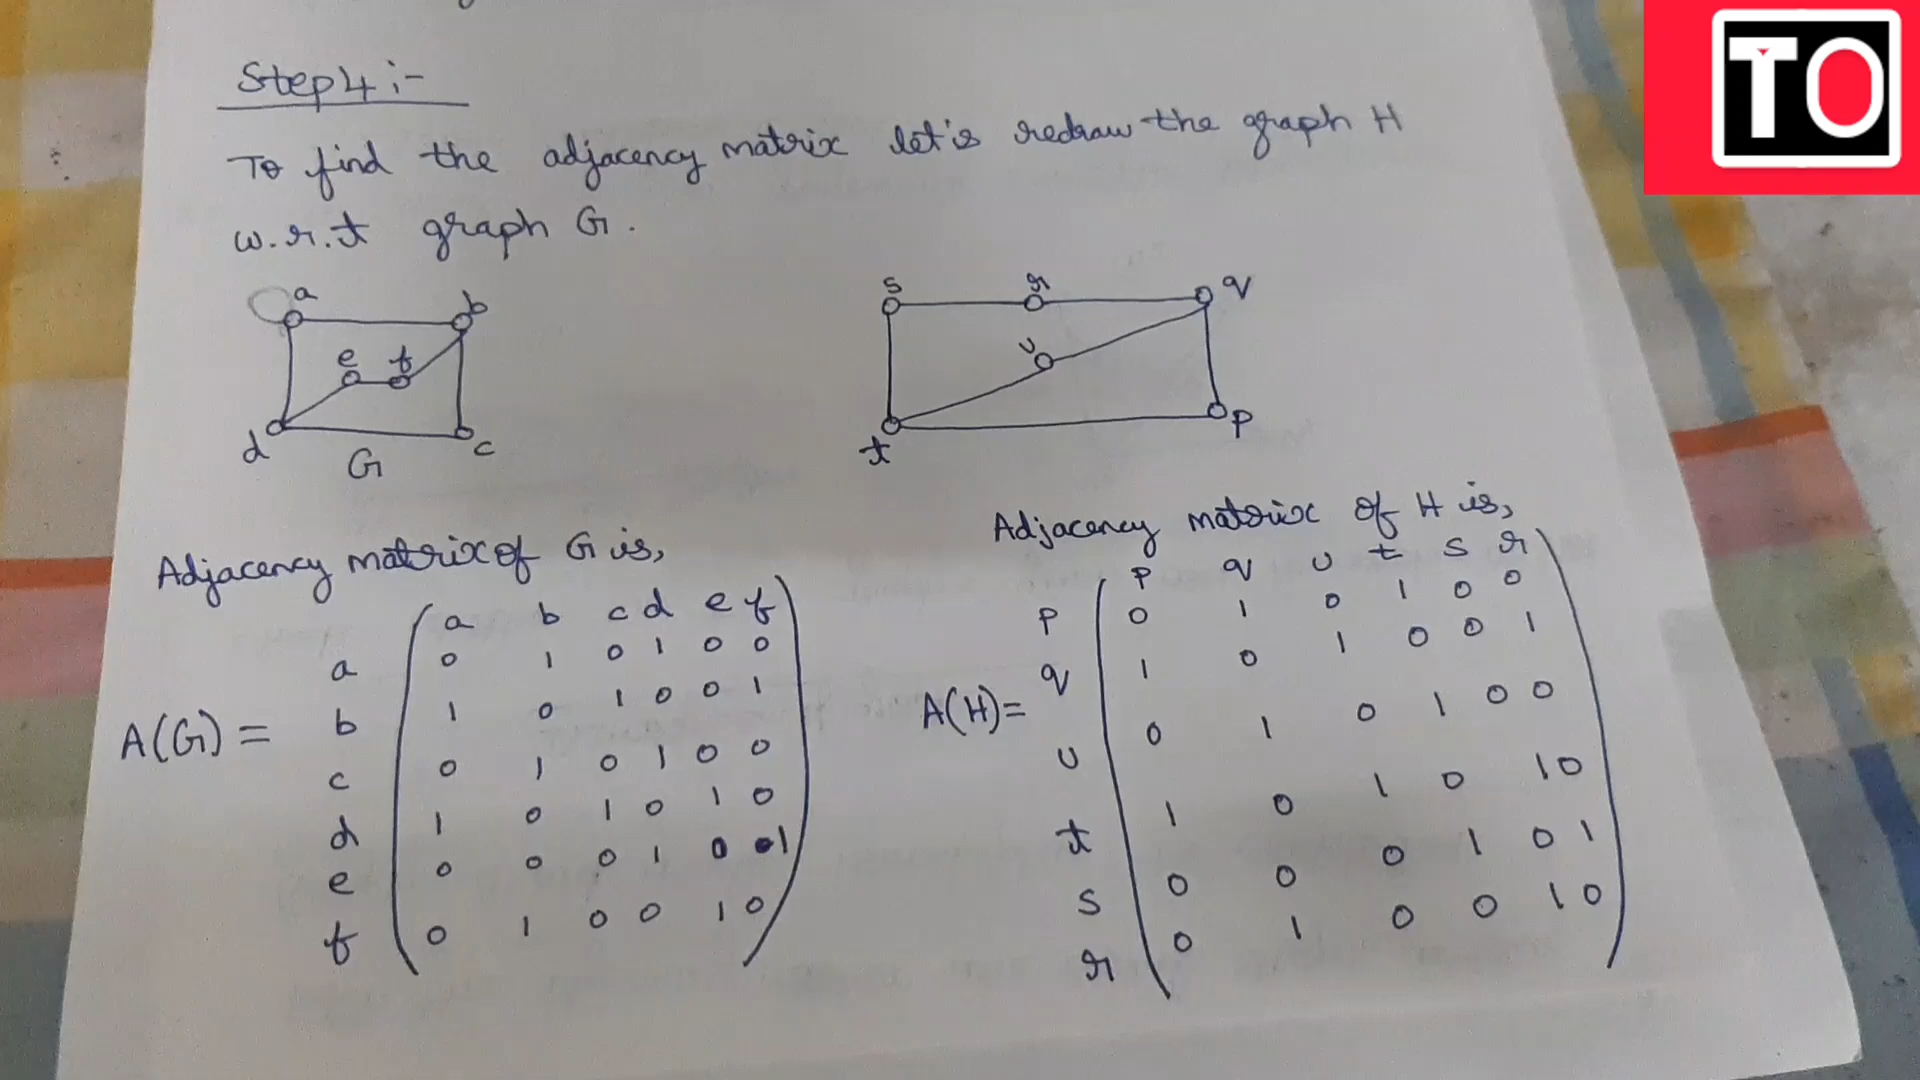 TO
Step4:-
To find the adjacency matrix let's redraw the graph H
w.r.t graph G.
a b
e f
d c
G
s r q
u
t p
Adjacency matrix of G is,
a b c d e f
a 0 1 0 1 0 0
b 1 0 1 0 0 1
A(G) =
c 0 1 0 1 0 0
d 1 0 1 0 1 0
e 0 0 0 1 0 1
f 0 1 0 0 1 0
Adjacency matrix of H is,
p q u t s r
p 0 1 0 1 0 0
q 1 0 1 0 0 1
A(H)=
u 0 1 0 1 0 0
t 1 0 1 0 1 0
s 0 0 0 1 0 1
r 0 1 0 0 1 0